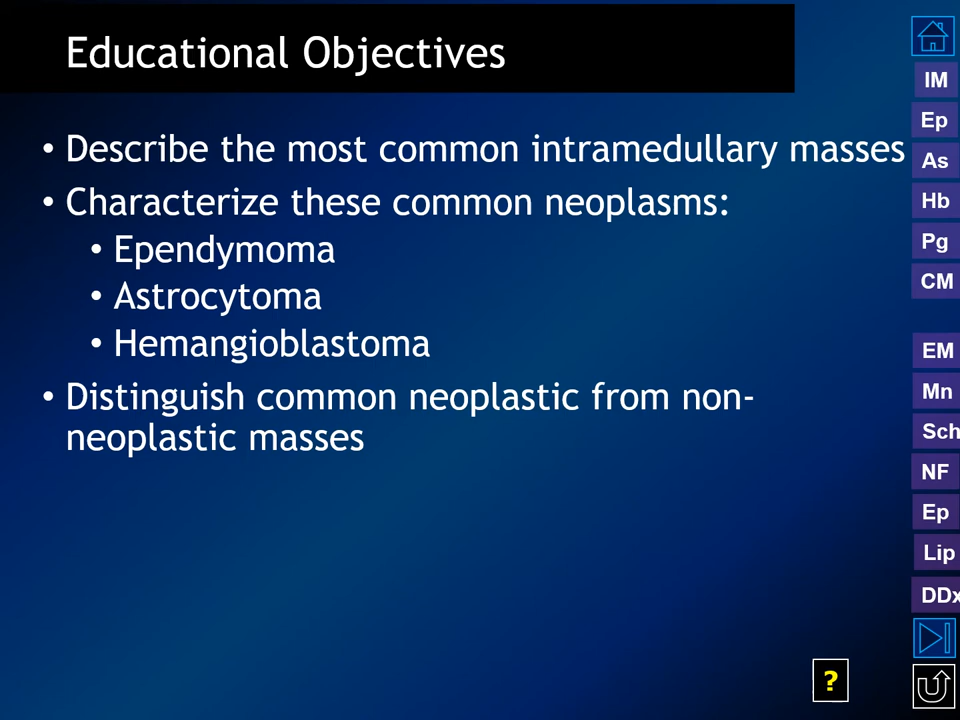 Educational Objectives
• Describe the most common intramedullary masses
• Characterize these common neoplasms:
• Ependymoma
• Astrocytoma
• Hemangioblastoma
• Distinguish common neoplastic from non-
neoplastic masses
IM
Ep
As
Hb
Pg
CM
EM
Mn
Sch
NF
Ep
Lip
DDx
?